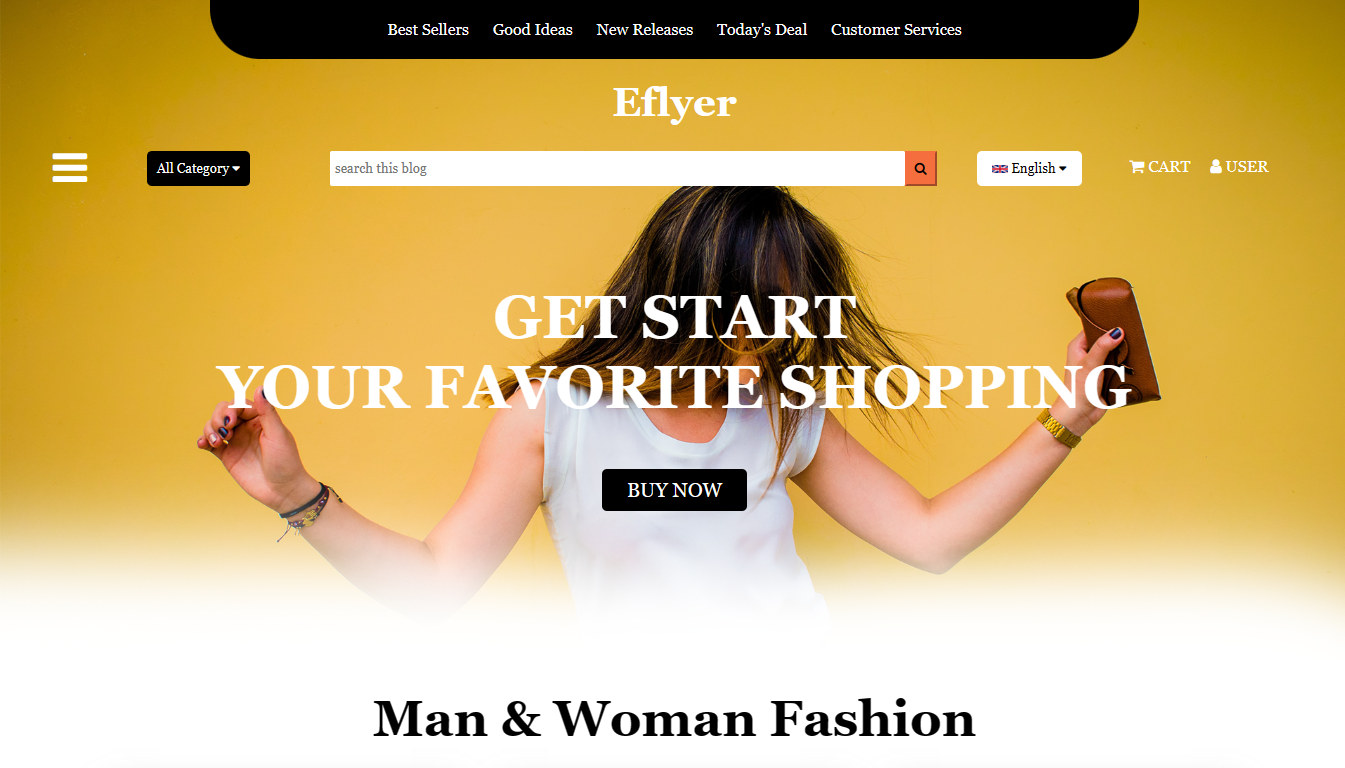 Best Sellers Good Ideas New Releases Today's Deal Customer Services
Eflyer
All Category search this blog English CART USER
GET START
YOUR FAVORITE SHOPPING
BUY NOW
Man & Woman Fashion